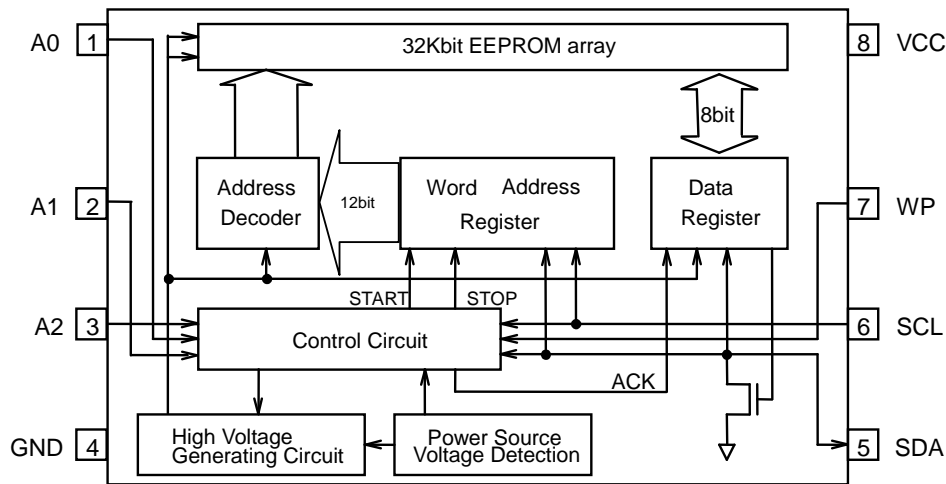 A0 1 32Kbit EEPROM array 8 VCC
8bit
A1 2 Address Decoder 12bit Word Address Register Data Register 7 WP
START STOP
A2 3 Control Circuit 6 SCL
ACK
GND 4 High Voltage Generating Circuit Power Source Voltage Detection 5 SDA